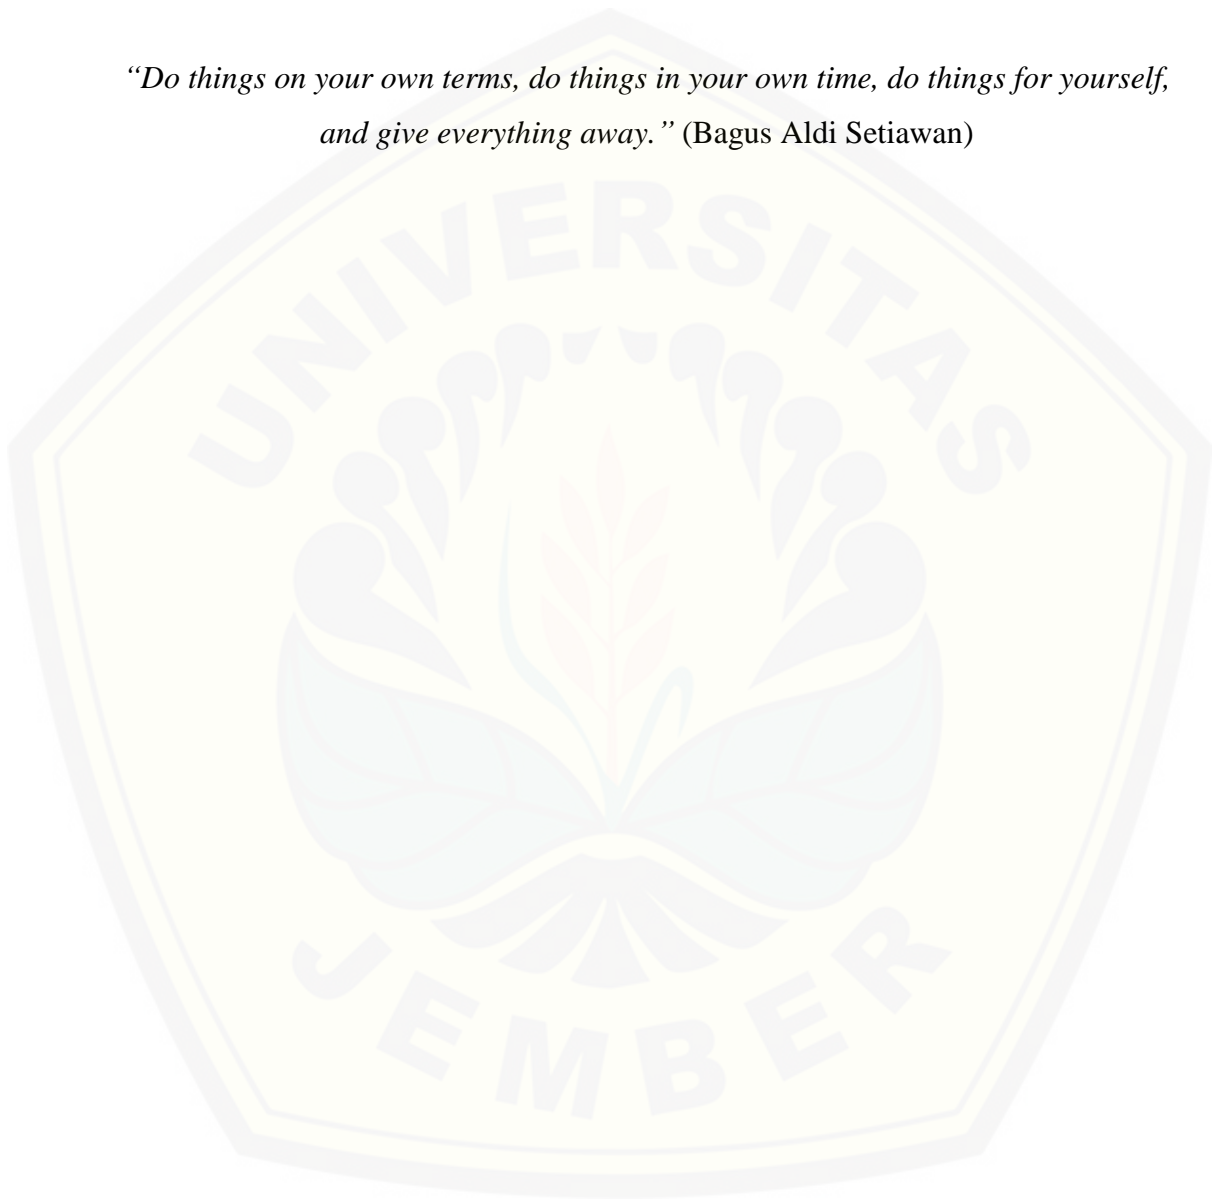 “Do things on your own terms, do things in your own time, do things for yourself,
and give everything away.” (Bagus Aldi Setiawan)
UNIVERSITAS
JEMBER